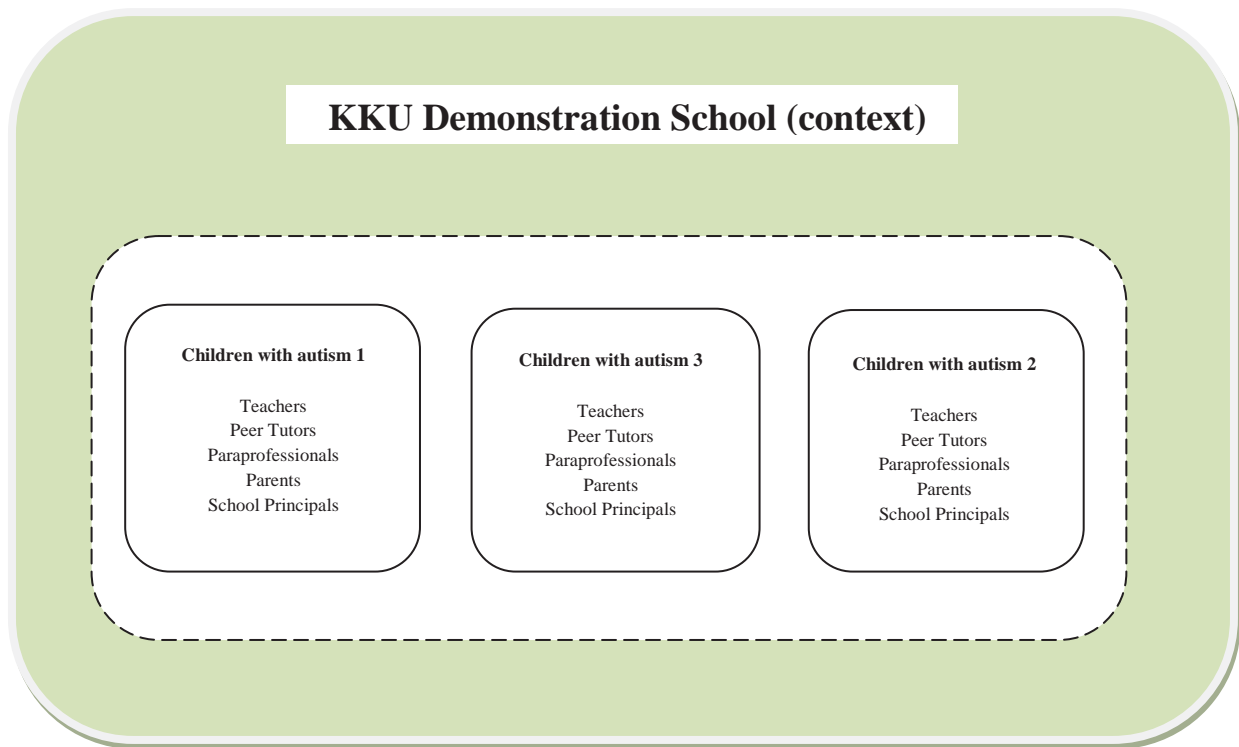 KKU Demonstration School (context)
Children with autism 1
Teachers
Peer Tutors
Paraprofessionals
Parents
School Principals
Children with autism 3
Teachers
Peer Tutors
Paraprofessionals
Parents
School Principals
Children with autism 2
Teachers
Peer Tutors
Paraprofessionals
Parents
School Principals